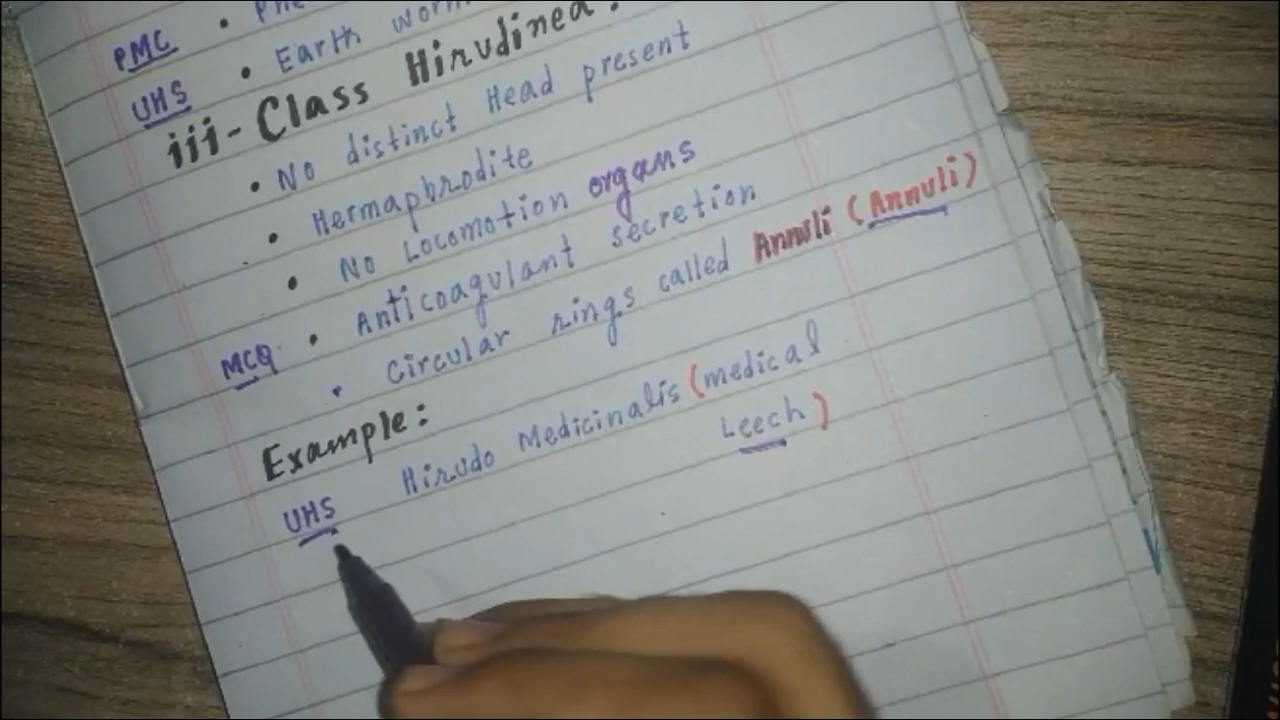 PMC •
UHS • Earth worm
iii- Class Hirudinea:
• No distinct Head present
• Hermaphrodite
• No Locomotion organs
• Anticoagulant secretion
MCQ • Circular rings called Annuli (Annuli)
Example:
UHS Hirudo Medicinalis (medical
Leech)